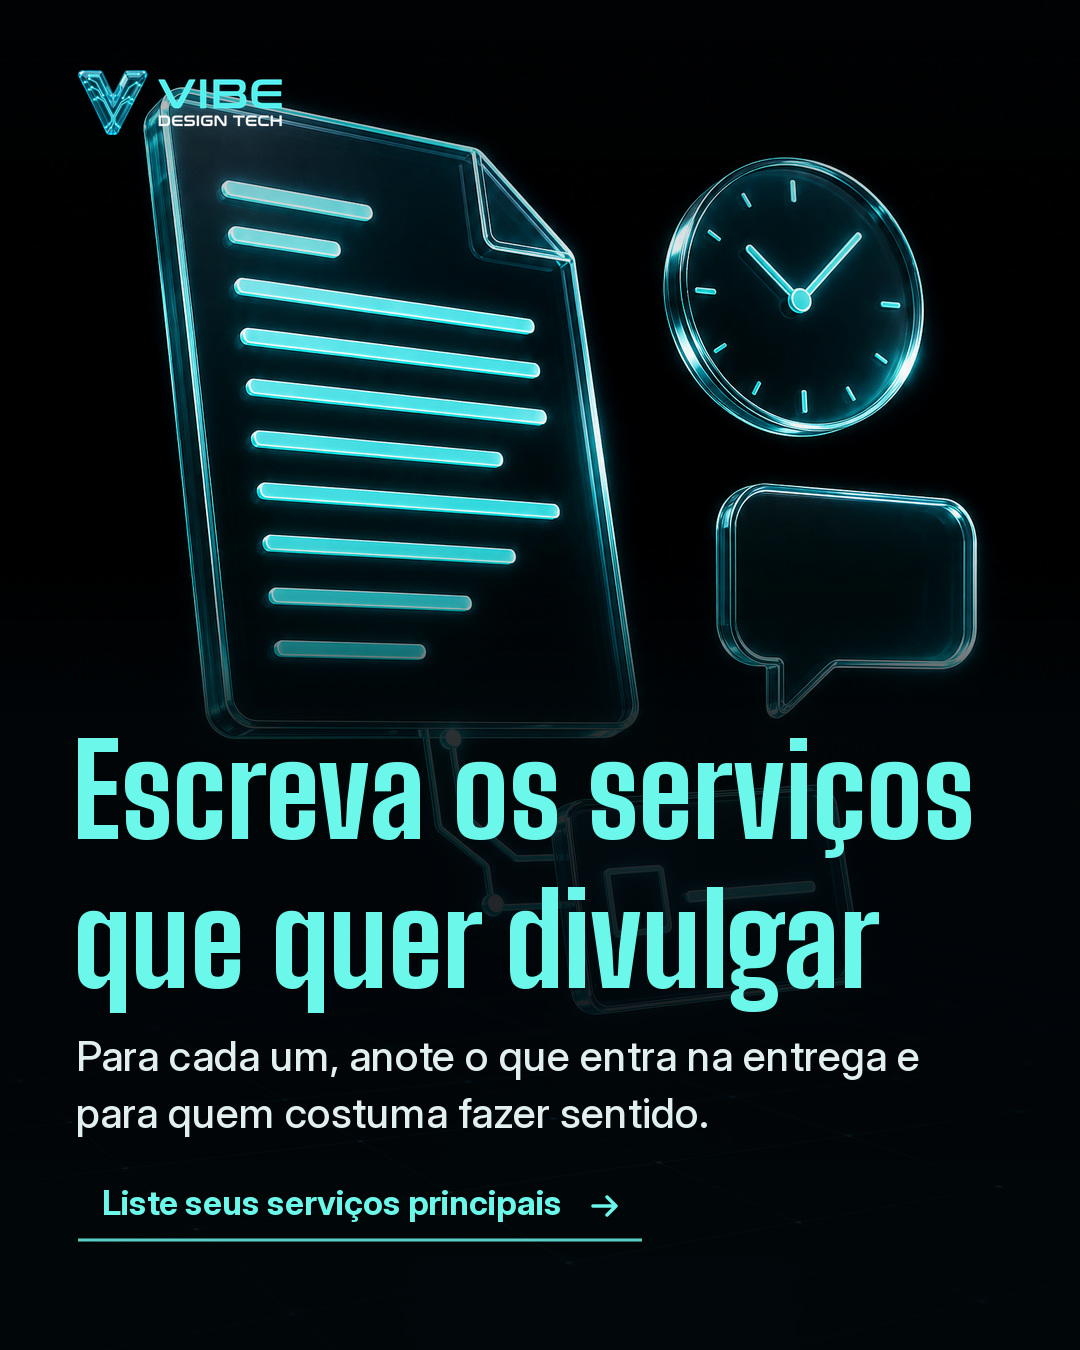 VIBE
DESIGN TECH
Escreva os serviços
que quer divulgar
Para cada um, anote o que entra na entrega e
para quem costuma fazer sentido.
Liste seus serviços principais →